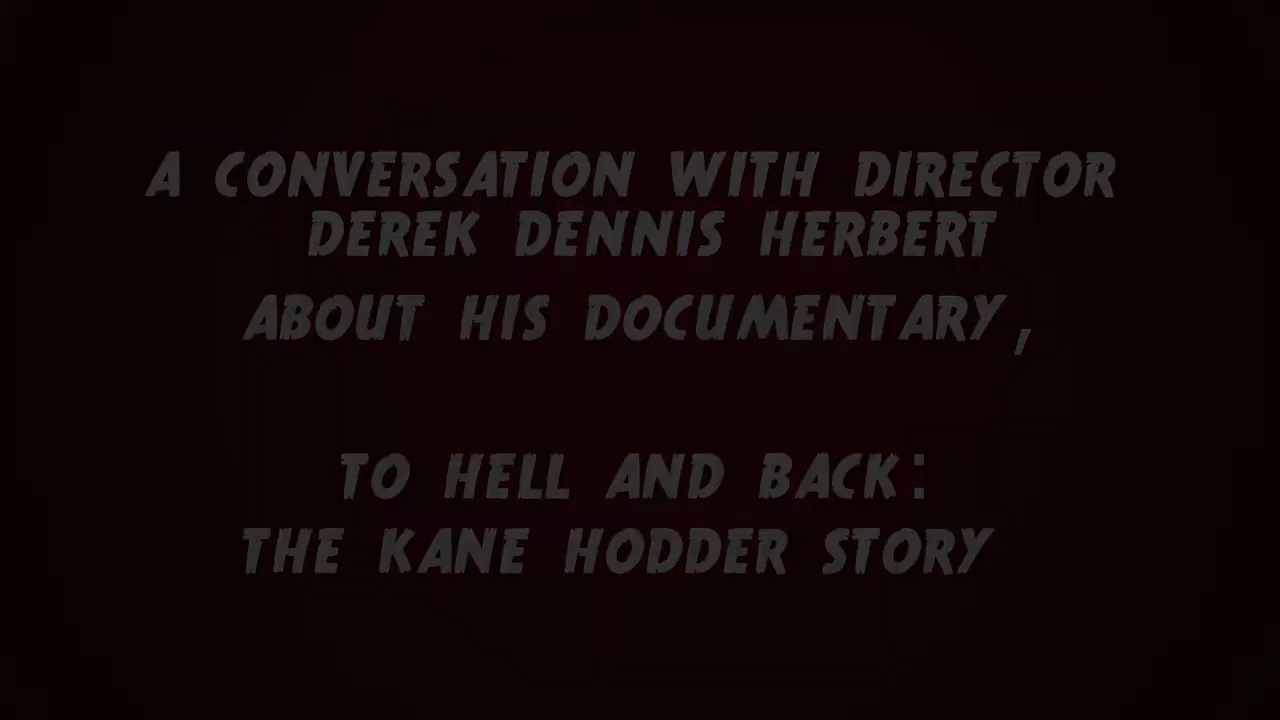 A CONVERSATION WITH DIRECTOR
DEREK DENNIS HERBERT
ABOUT HIS DOCUMENTARY,
TO HELL AND BACK:
THE KANE HODDER STORY